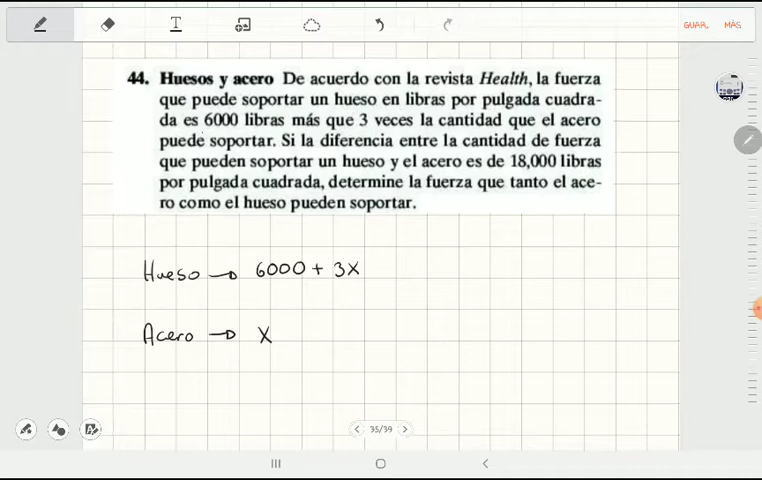 GUAR. MÁS
44. Huesos y acero De acuerdo con la revista Health, la fuerza
que puede soportar un hueso en libras por pulgada cuadra-
da es 6000 libras más que 3 veces la cantidad que el acero
puede soportar. Si la diferencia entre la cantidad de fuerza
que pueden soportar un hueso y el acero es de 18,000 libras
por pulgada cuadrada, determine la fuerza que tanto el ace-
ro como el hueso pueden soportar.
Hueso → 6000 + 3x
Acero → x
35/39